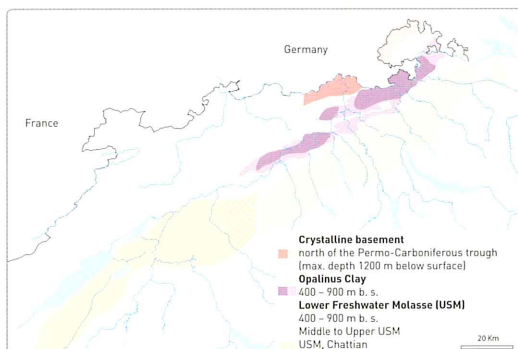 Germany
France
Crystalline basement
north of the Permo-Carboniferous trough
(max. depth 1200 m below surface)
Opalinus Clay
400 – 900 m b. s.
Lower Freshwater Molasse (USM)
400 – 900 m b. s.
Middle to Upper USM
USM, Chattian
20 Km